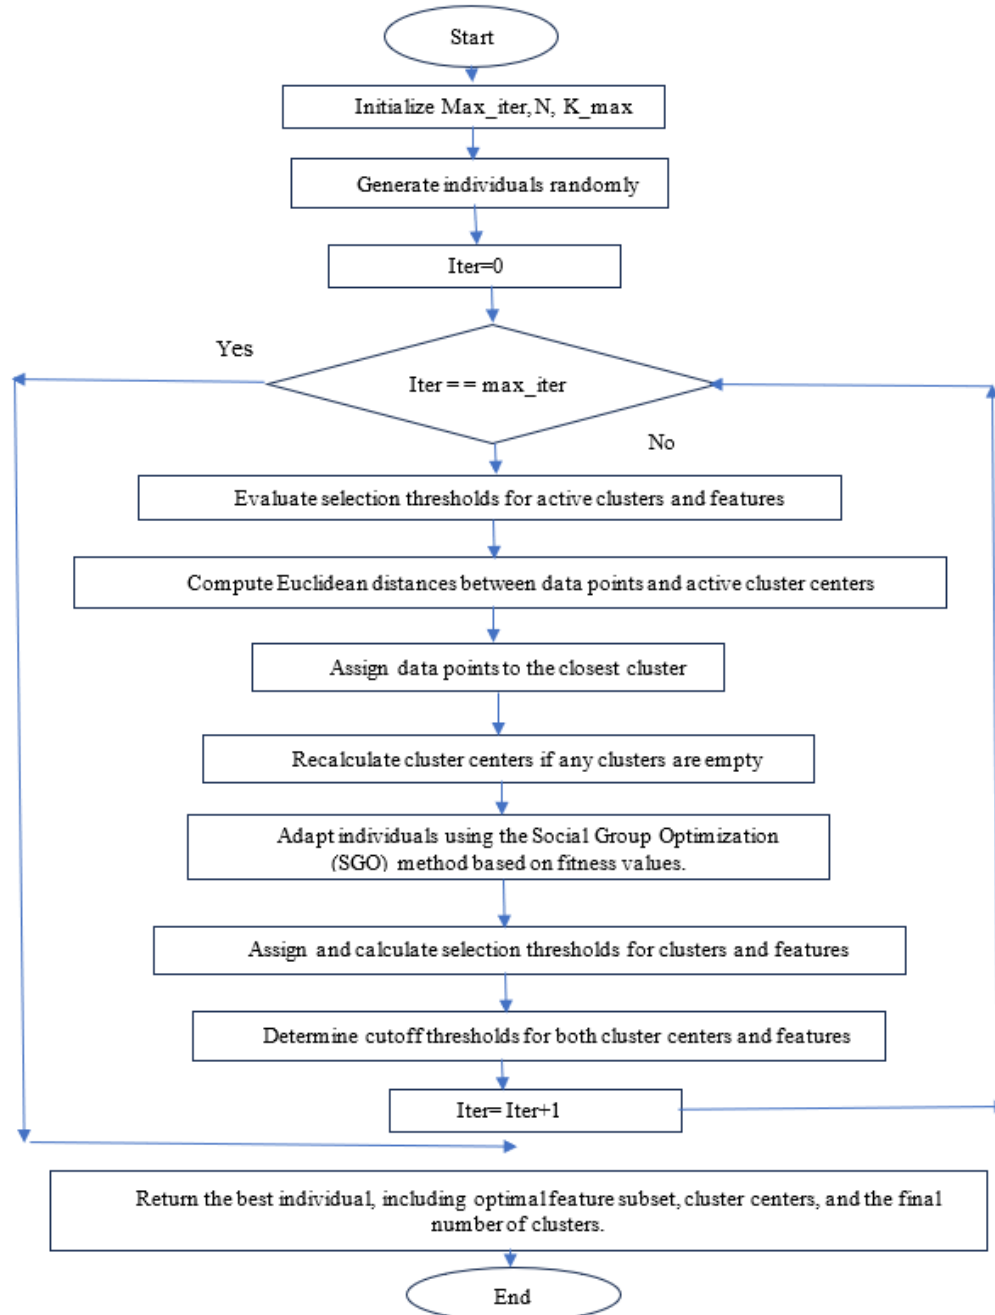 Start
Initialize Max_iter, N, K_max
Generate individuals randomly
Iter=0
Yes
Iter = = max_iter
No
Evaluate selection thresholds for active clusters and features
Compute Euclidean distances between data points and active cluster centers
Assign data points to the closest cluster
Recalculate cluster centers if any clusters are empty
Adapt individuals using the Social Group Optimization
(SGO) method based on fitness values.
Assign and calculate selection thresholds for clusters and features
Determine cutoff thresholds for both cluster centers and features
Iter= Iter+1
Return the best individual, including optimal feature subset, cluster centers, and the final
number of clusters.
End